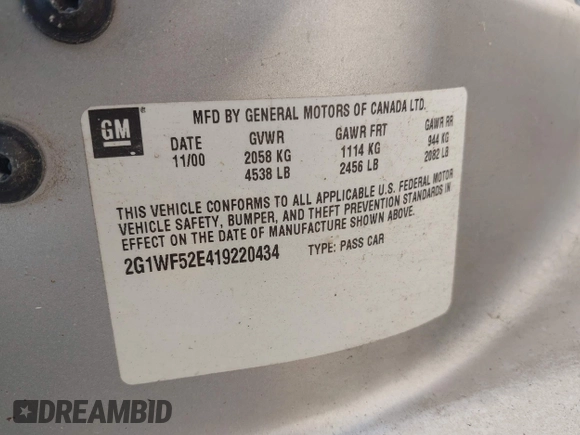 GM
MFD BY GENERAL MOTORS OF CANADA LTD.
DATE GVWR GAWR FRT GAWR RR
11/00 2058 KG 1114 KG 944 KG
4538 LB 2456 LB 2082 LB
THIS VEHICLE CONFORMS TO ALL APPLICABLE U.S. FEDERAL MOTOR
VEHICLE SAFETY, BUMPER, AND THEFT PREVENTION STANDARDS IN
EFFECT ON THE DATE OF MANUFACTURE SHOWN ABOVE.
2G1WF52E419220434 TYPE: PASS CAR
DREAMBID